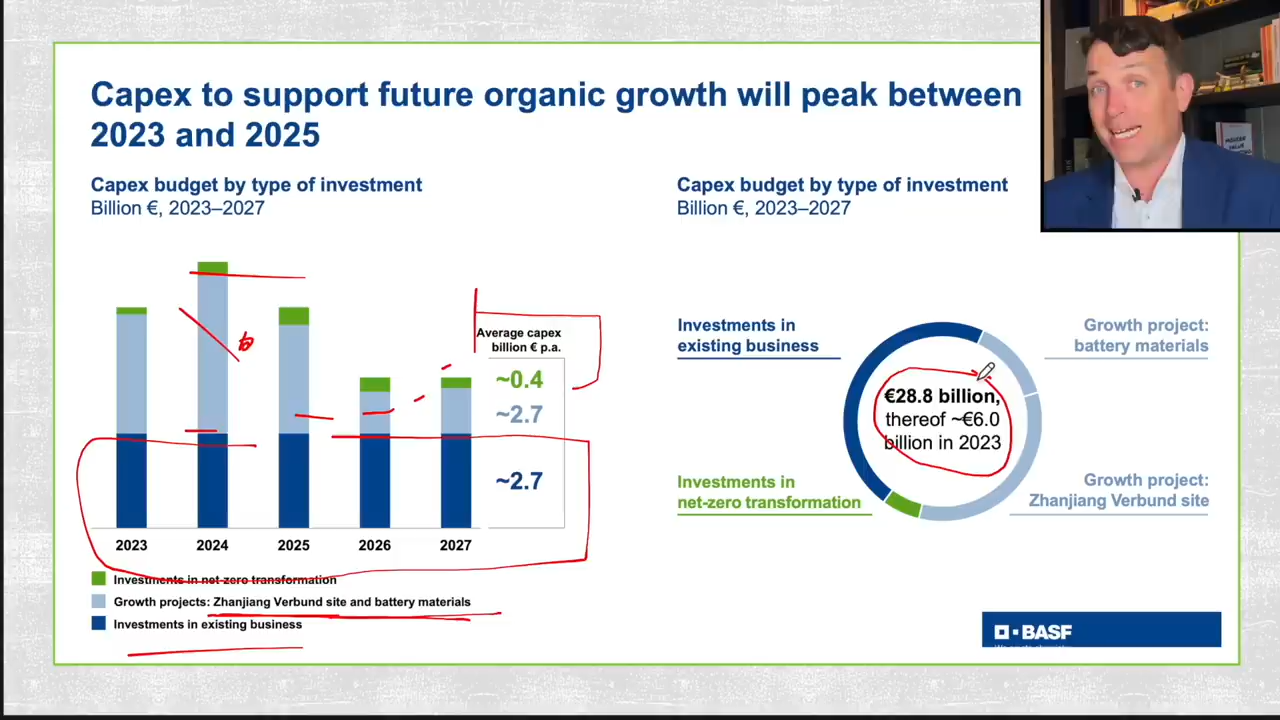 Capex to support future organic growth will peak between
2023 and 2025
Capex budget by type of investment
Billion €, 2023–2027
Average capex
billion € p.a.
~0.4
~2.7
~2.7
2023 2024 2025 2026 2027
Investments in net-zero transformation
Growth projects: Zhanjiang Verbund site and battery materials
Investments in existing business
Capex budget by type of investment
Billion €, 2023–2027
Investments in
existing business
Growth project:
battery materials
€28.8 billion,
thereof ~€6.0
billion in 2023
Investments in
net-zero transformation
Growth project:
Zhanjiang Verbund site
BASF